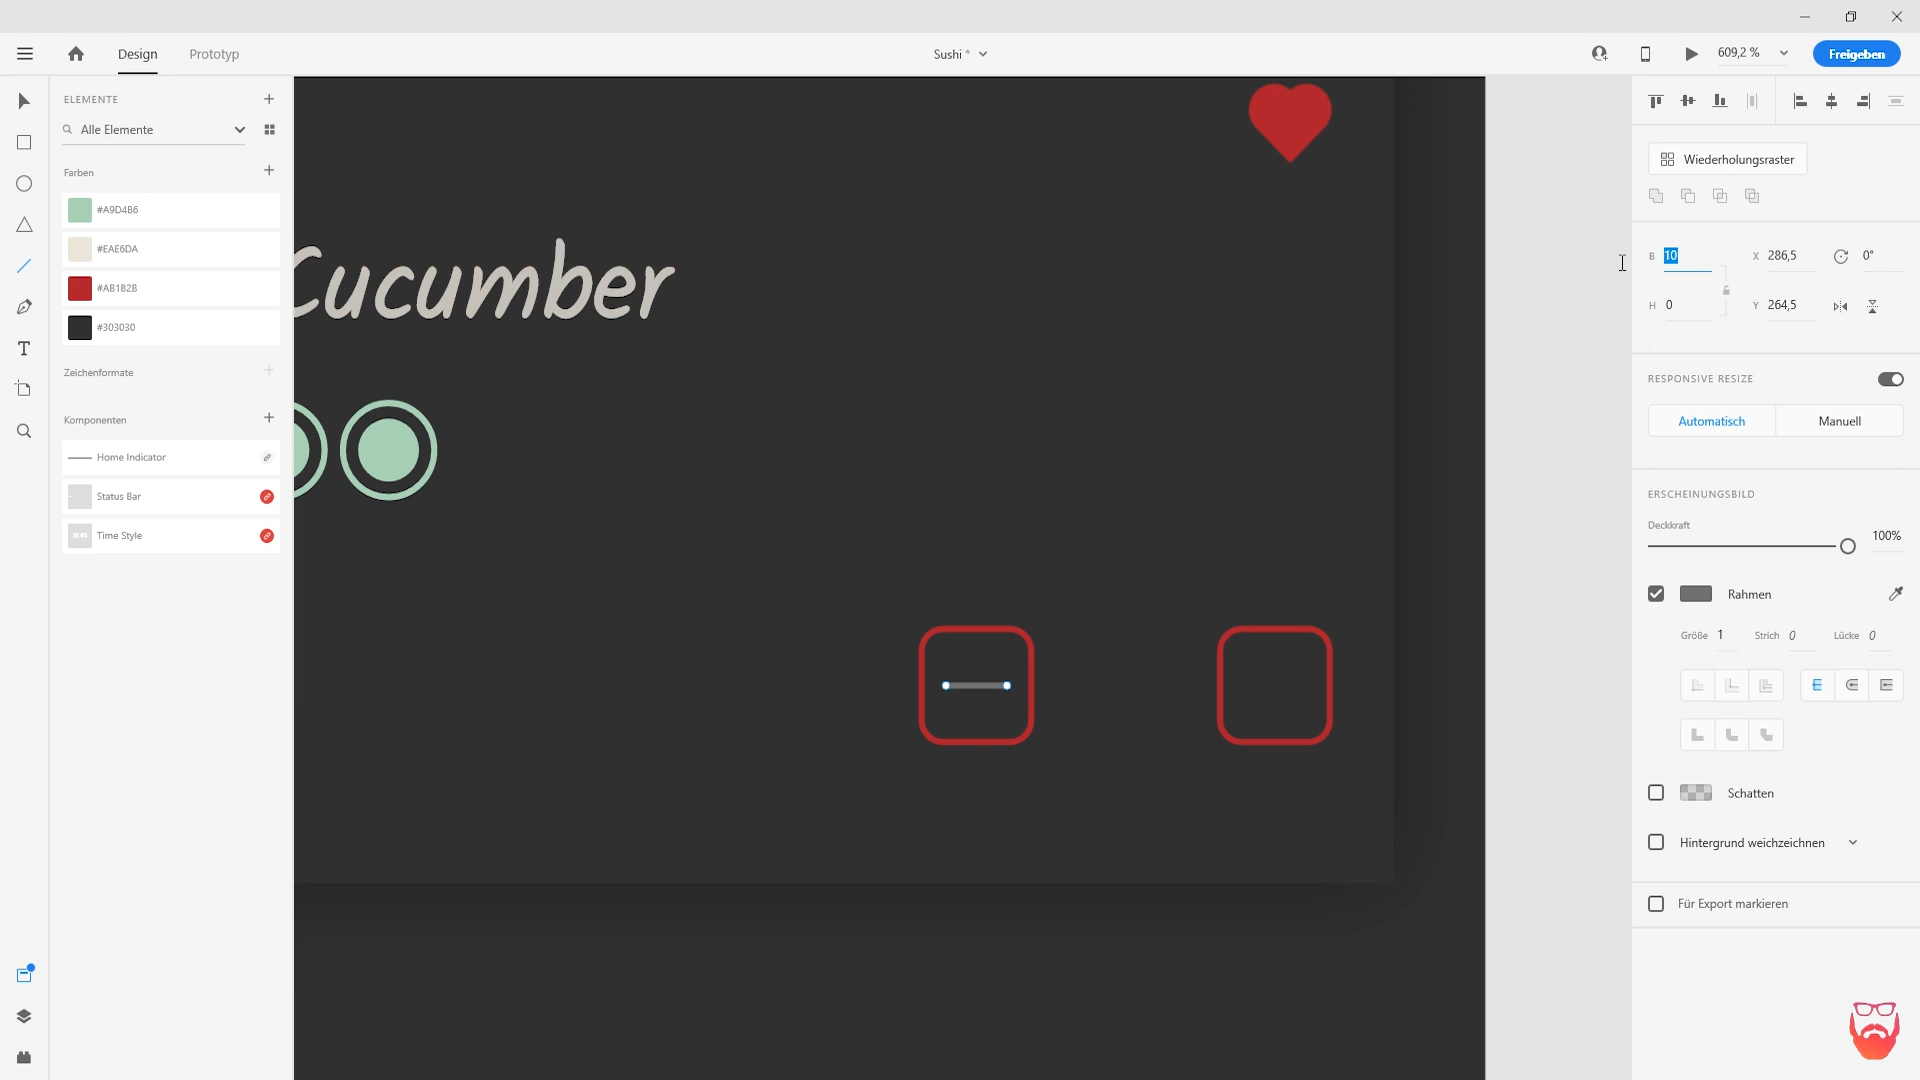 Design
Prototyp
Sushi *
609,2 %
Freigeben
ELEMENTE
Alle Elemente
Farben
#A9D4B6
#EAE6DA
#AB1B2B
#303030
Zeichenformate
Komponenten
Home Indicator
Status Bar
Time Style
Cucumber
Wiederholungsraster
B 10 X 286,5 0°
H 0 Y 264,5
RESPONSIVE RESIZE
Automatisch Manuell
ERSCHEINUNGSBILD
Deckkraft
100%
Rahmen
Größe 1 Strich 0 Lücke 0
Schatten
Hintergrund weichzeichnen
Für Export markieren